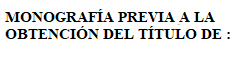 MONOGRAFÍA PREVIA A LA
OBTENCIÓN DEL TÍTULO DE :